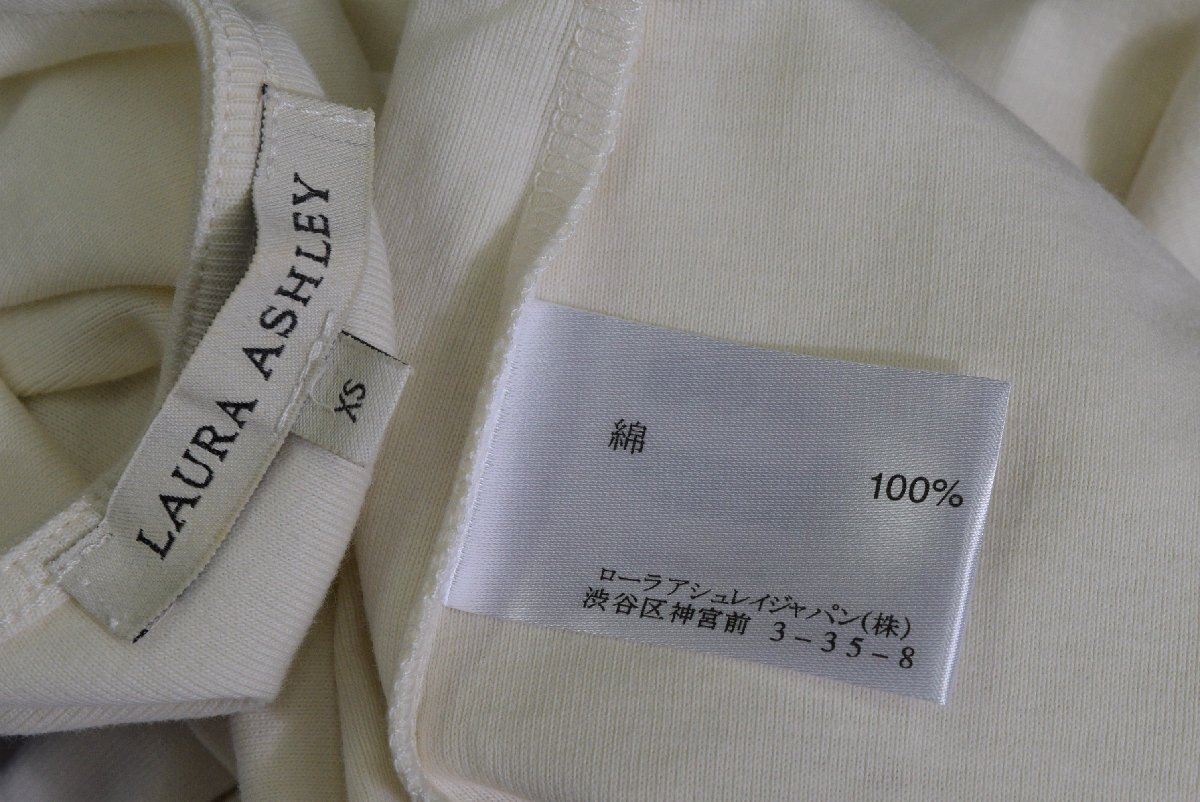 LAURA ASHLEY
XS
綿
100%
ローラアシュレイジャパン(株)
渋谷区神宮前 3-35-8